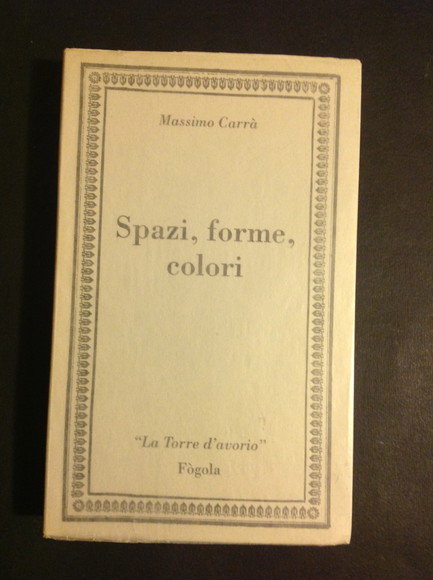 Massimo Carrà
Spazi, forme,
colori
"La Torre d'avorio"
Fògola